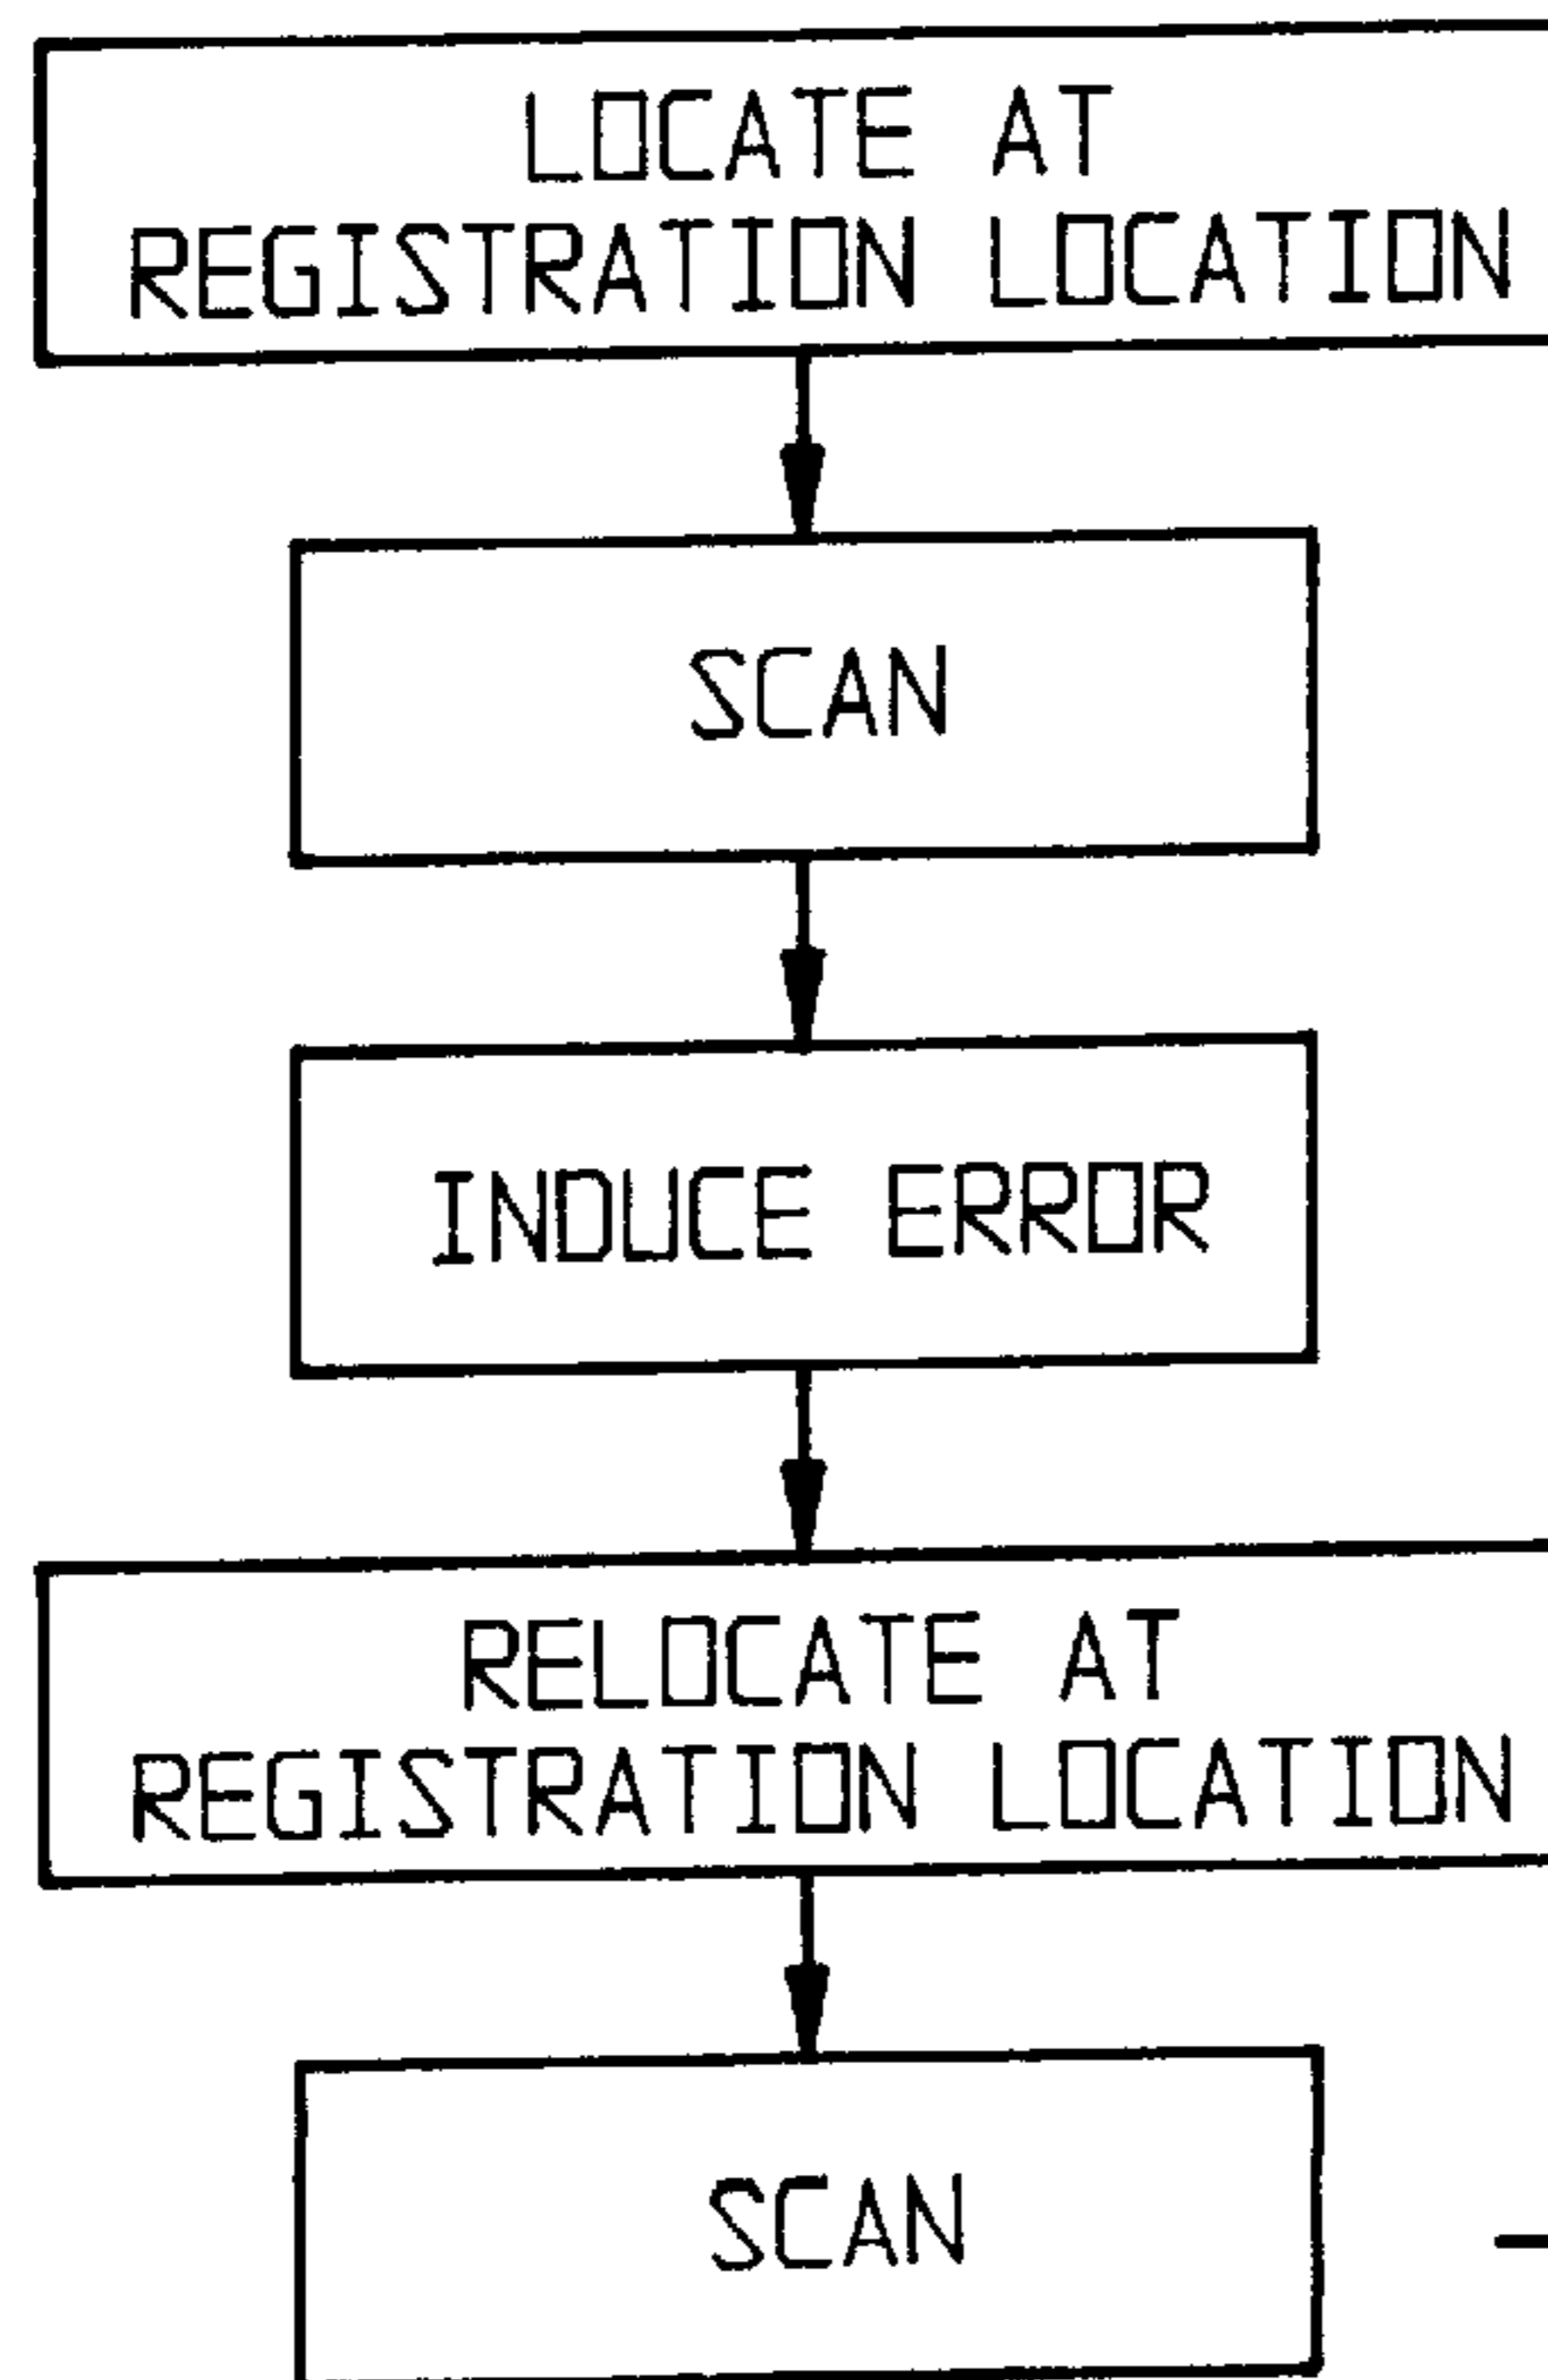 LOCATE AT
REGISTRATION LOCATION
SCAN
INDUCE ERROR
RELOCATE AT
REGISTRATION LOCATION
SCAN